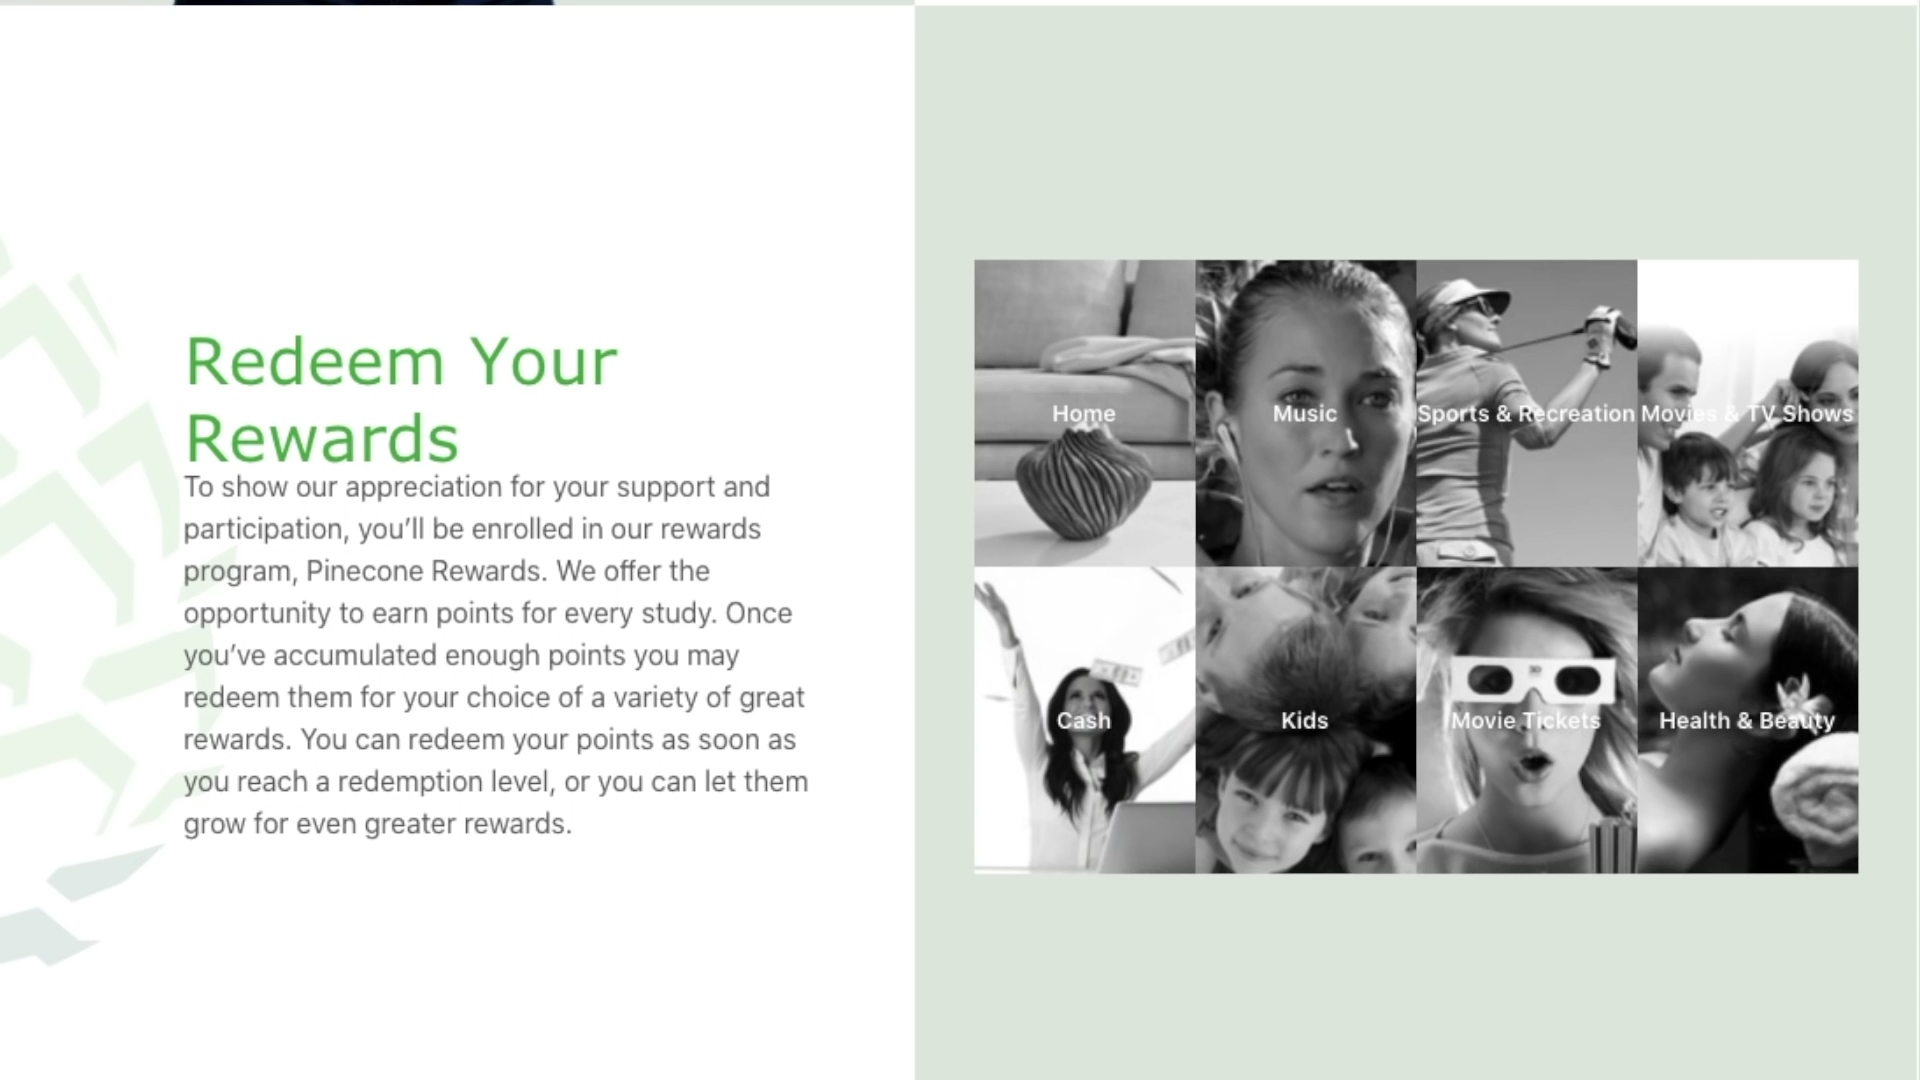 Redeem Your
Rewards
To show our appreciation for your support and
participation, you’ll be enrolled in our rewards
program, Pinecone Rewards. We offer the
opportunity to earn points for every study. Once
you’ve accumulated enough points you may
redeem them for your choice of a variety of great
rewards. You can redeem your points as soon as
you reach a redemption level, or you can let them
grow for even greater rewards.
Home
Music
Sports & Recreation
Movies & TV Shows
Cash
Kids
Movie Tickets
Health & Beauty